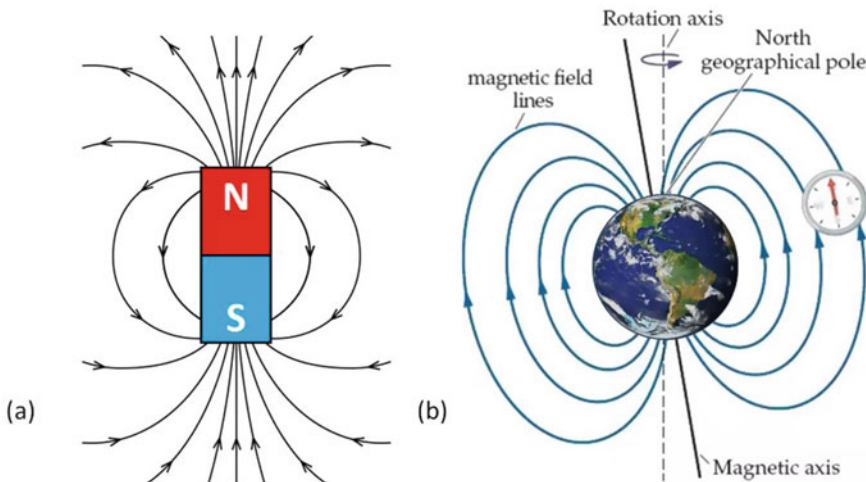 N
S
(a)
Rotation axis
North
geographical pole
magnetic field
lines
(b)
Magnetic axis